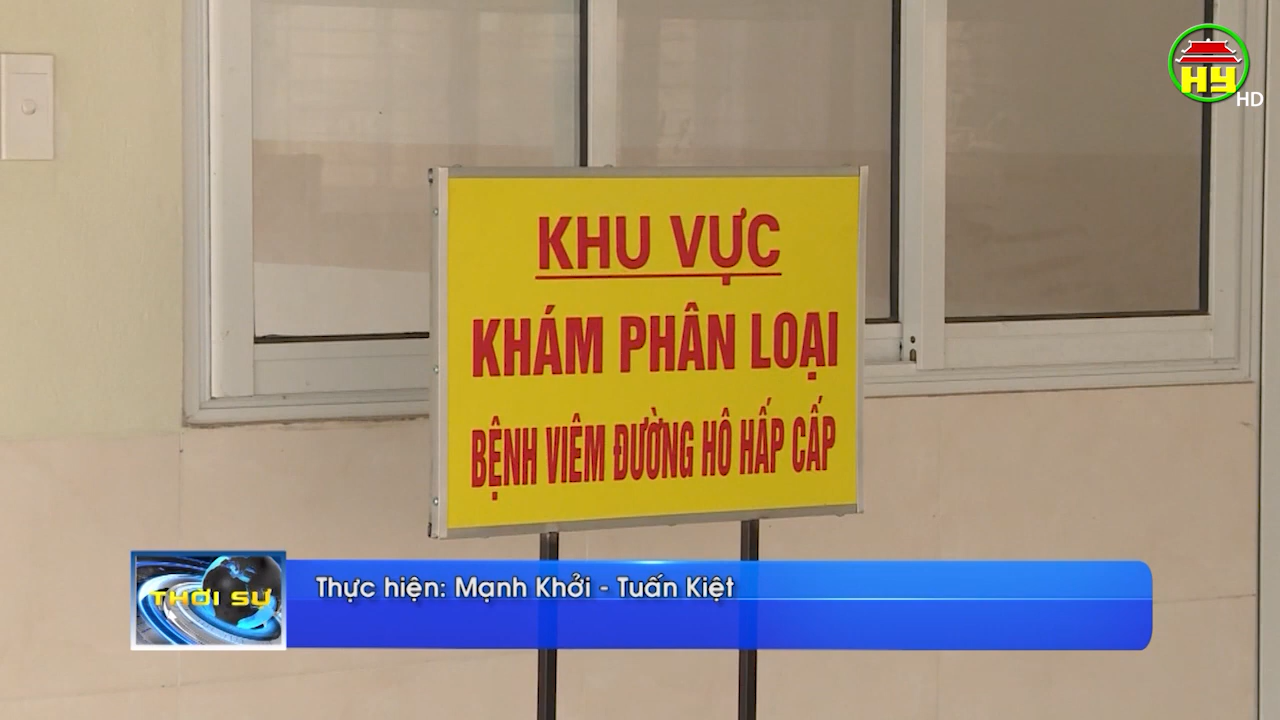 HY
HD
KHU VỰC
KHÁM PHÂN LOẠI
BỆNH VIÊM ĐƯỜNG HÔ HẤP CẤP
THỜI SỰ
Thực hiện: Mạnh Khởi - Tuấn Kiệt